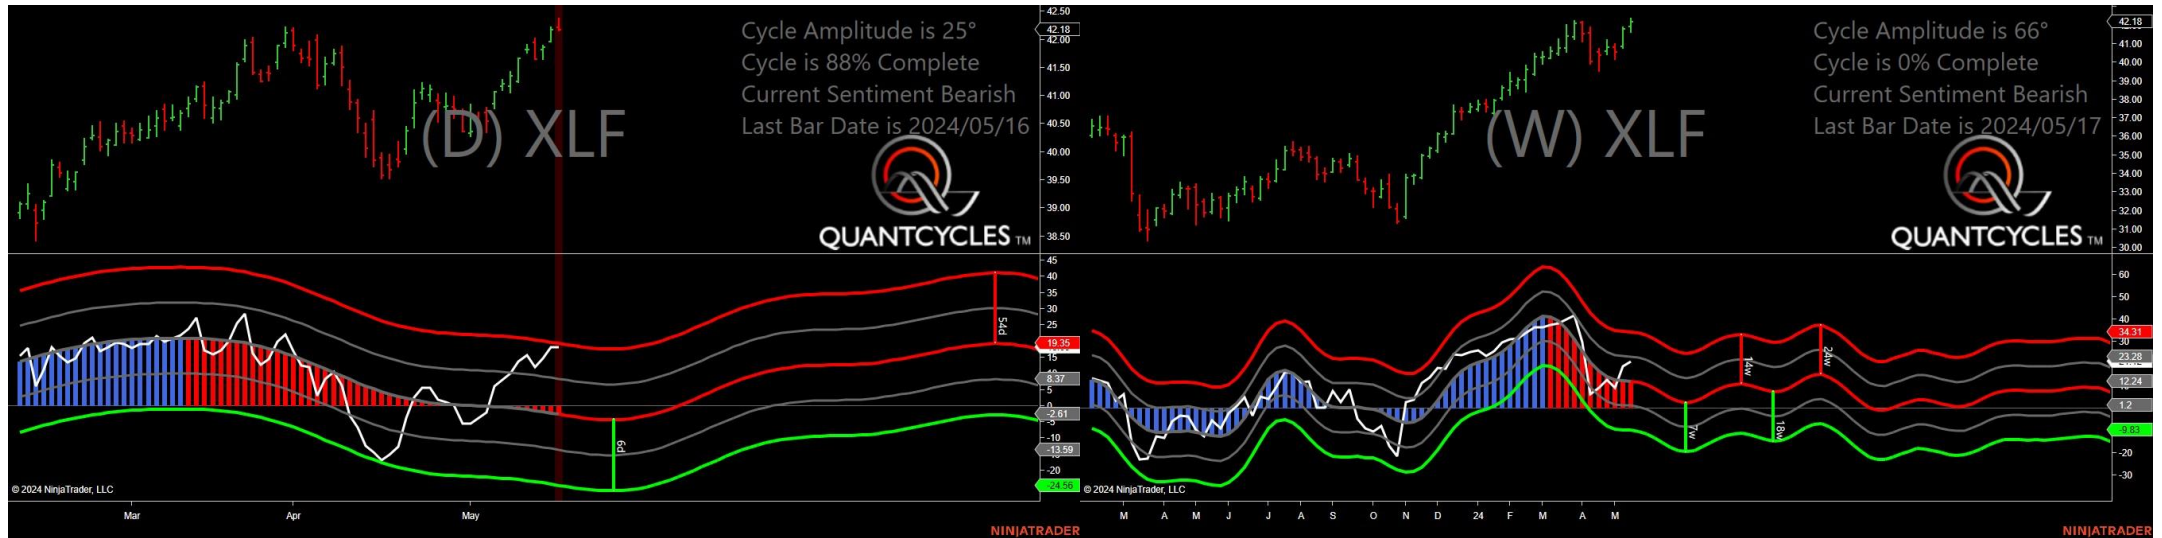 Cycle Amplitude is 25°
Cycle is 88% Complete
Current Sentiment Bearish
Last Bar Date is 2024/05/16
(D) XLF
QUANTCYCLES TM
42.50
42.18
42.00
41.50
41.00
40.50
40.00
39.50
39.00
38.50
45
40
35
30
25
19.35
15
8.37
5
0
-2.61
-5
-10
-13.59
-20
-24.56
54d
6d
© 2024 NinjaTrader, LLC
Mar
Apr
May
NINJATRADER
Cycle Amplitude is 66°
Cycle is 0% Complete
Current Sentiment Bearish
Last Bar Date is 2024/05/17
(W) XLF
QUANTCYCLES TM
42.18
41.00
40.00
39.00
38.00
37.00
36.00
35.00
34.00
33.00
32.00
31.00
30.00
60
50
40
34.31
30
23.28
12.24
1.2
-9.83
-20
-30
14w
24w
7w
18w
© 2024 NinjaTrader, LLC
M
A
M
J
J
A
S
O
N
D
24
F
M
A
M
NINJATRADER